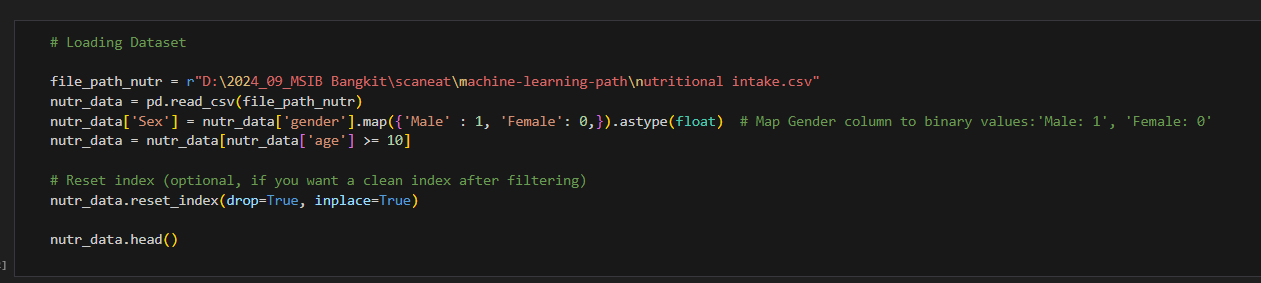 # Loading Dataset
file_path_nutr = r"D:\2024_09_MSIB Bangkit\scaneat\machine-learning-path\nutritional intake.csv"
nutr_data = pd.read_csv(file_path_nutr)
nutr_data['Sex'] = nutr_data['gender'].map({'Male' : 1, 'Female': 0,}).astype(float)  # Map Gender column to binary values:'Male: 1', 'Female: 0'
nutr_data = nutr_data[nutr_data['age'] >= 10]
# Reset index (optional, if you want a clean index after filtering)
nutr_data.reset_index(drop=True, inplace=True)
nutr_data.head()
]